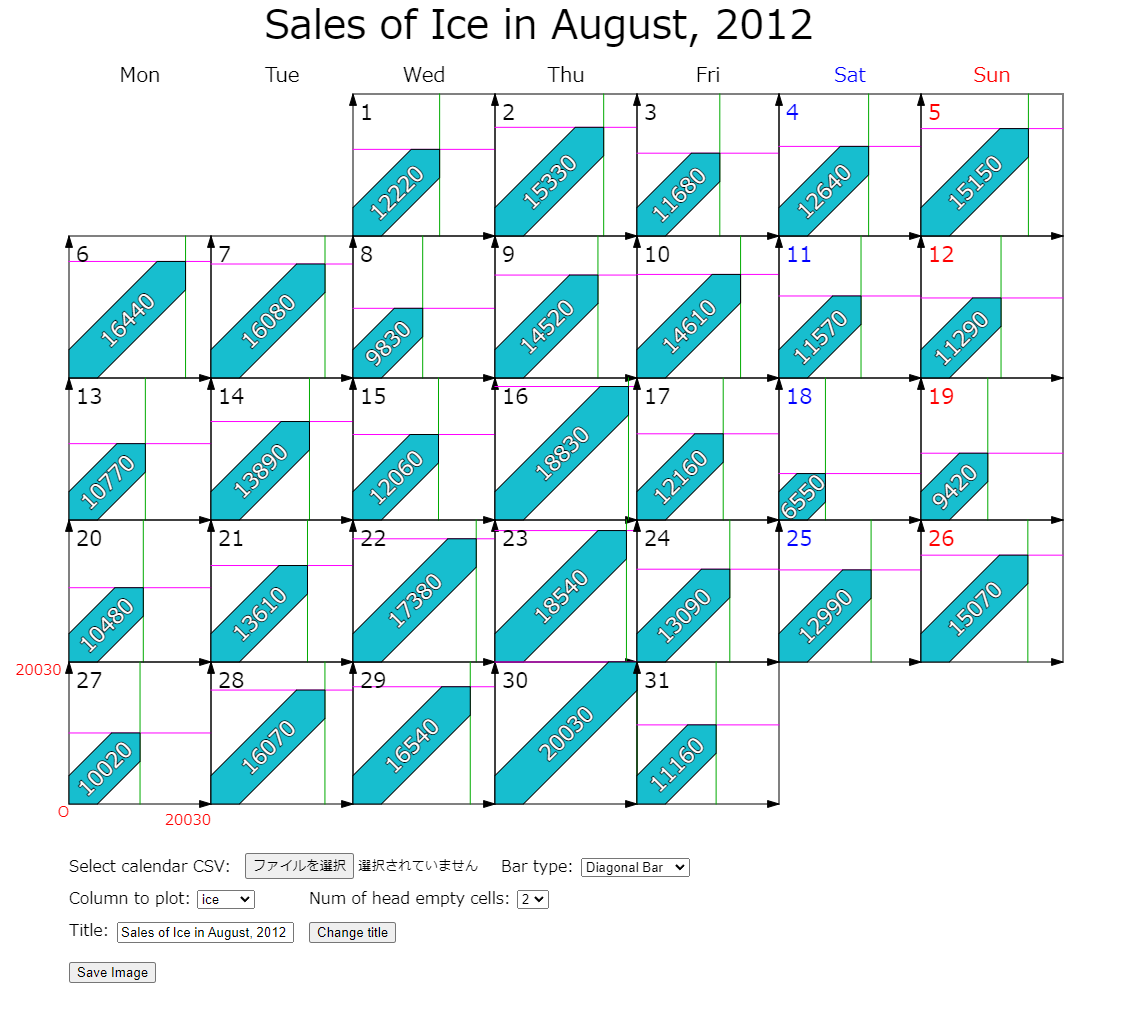 Sales of Ice in August, 2012
Mon Tue Wed Thu Fri Sat Sun
1 2 3 4 5
12220 15330 11680 12640 15150
6 7 8 9 10 11 12
16440 16080 9830 14520 14610 11570 11290
13 14 15 16 17 18 19
10770 13890 12060 18830 12160 6550 9420
20 21 22 23 24 25 26
10480 13610 17380 18540 13090 12990 15070
20030
27 28 29 30 31
10020 16070 16540 20030 11160
O
20030
Select calendar CSV: ファイルを選択 選択されていません Bar type: Diagonal Bar
Column to plot: ice Num of head empty cells: 2
Title: Sales of Ice in August, 2012 Change title
Save Image